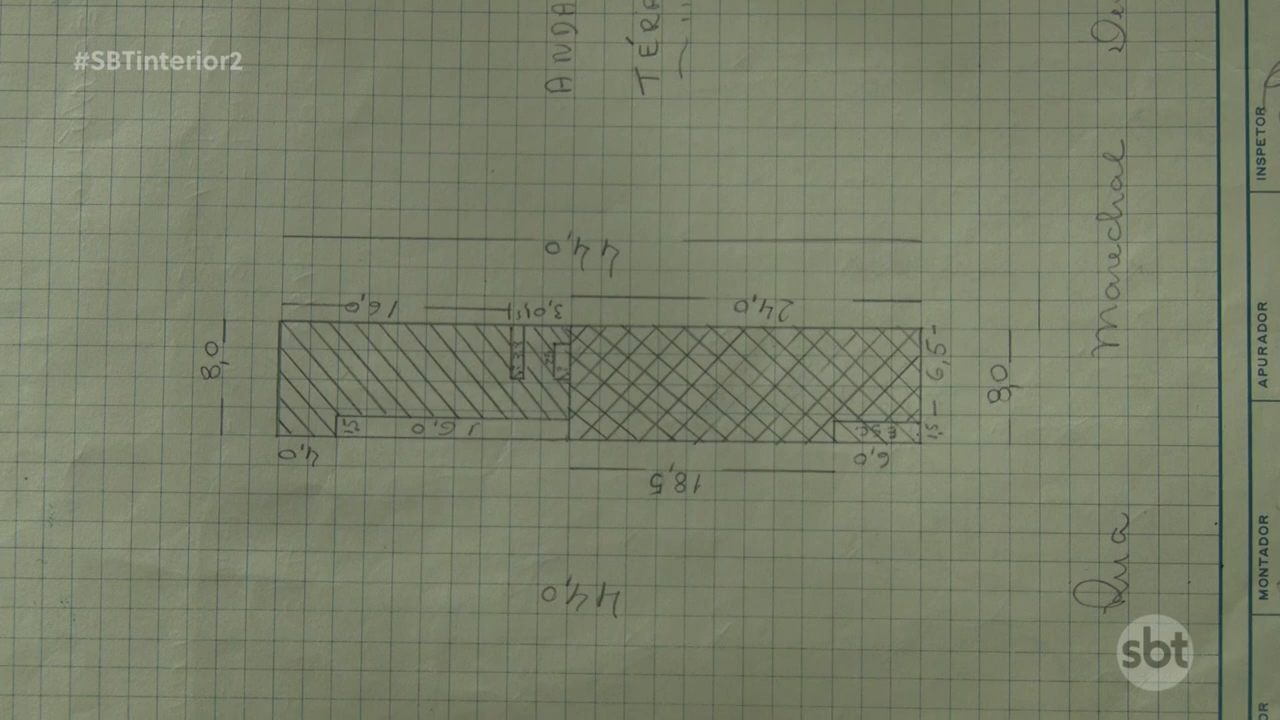 #SBTinterior2
ANDA
TÉRR
44,0
16,0
3,0
24,0
8,0
6,5
1,5
8,0
1,5
16,0
4,0
6,0
18,5
44,0
Rua Marechal De
INSPETOR
APURADOR
MONTADOR
sbt